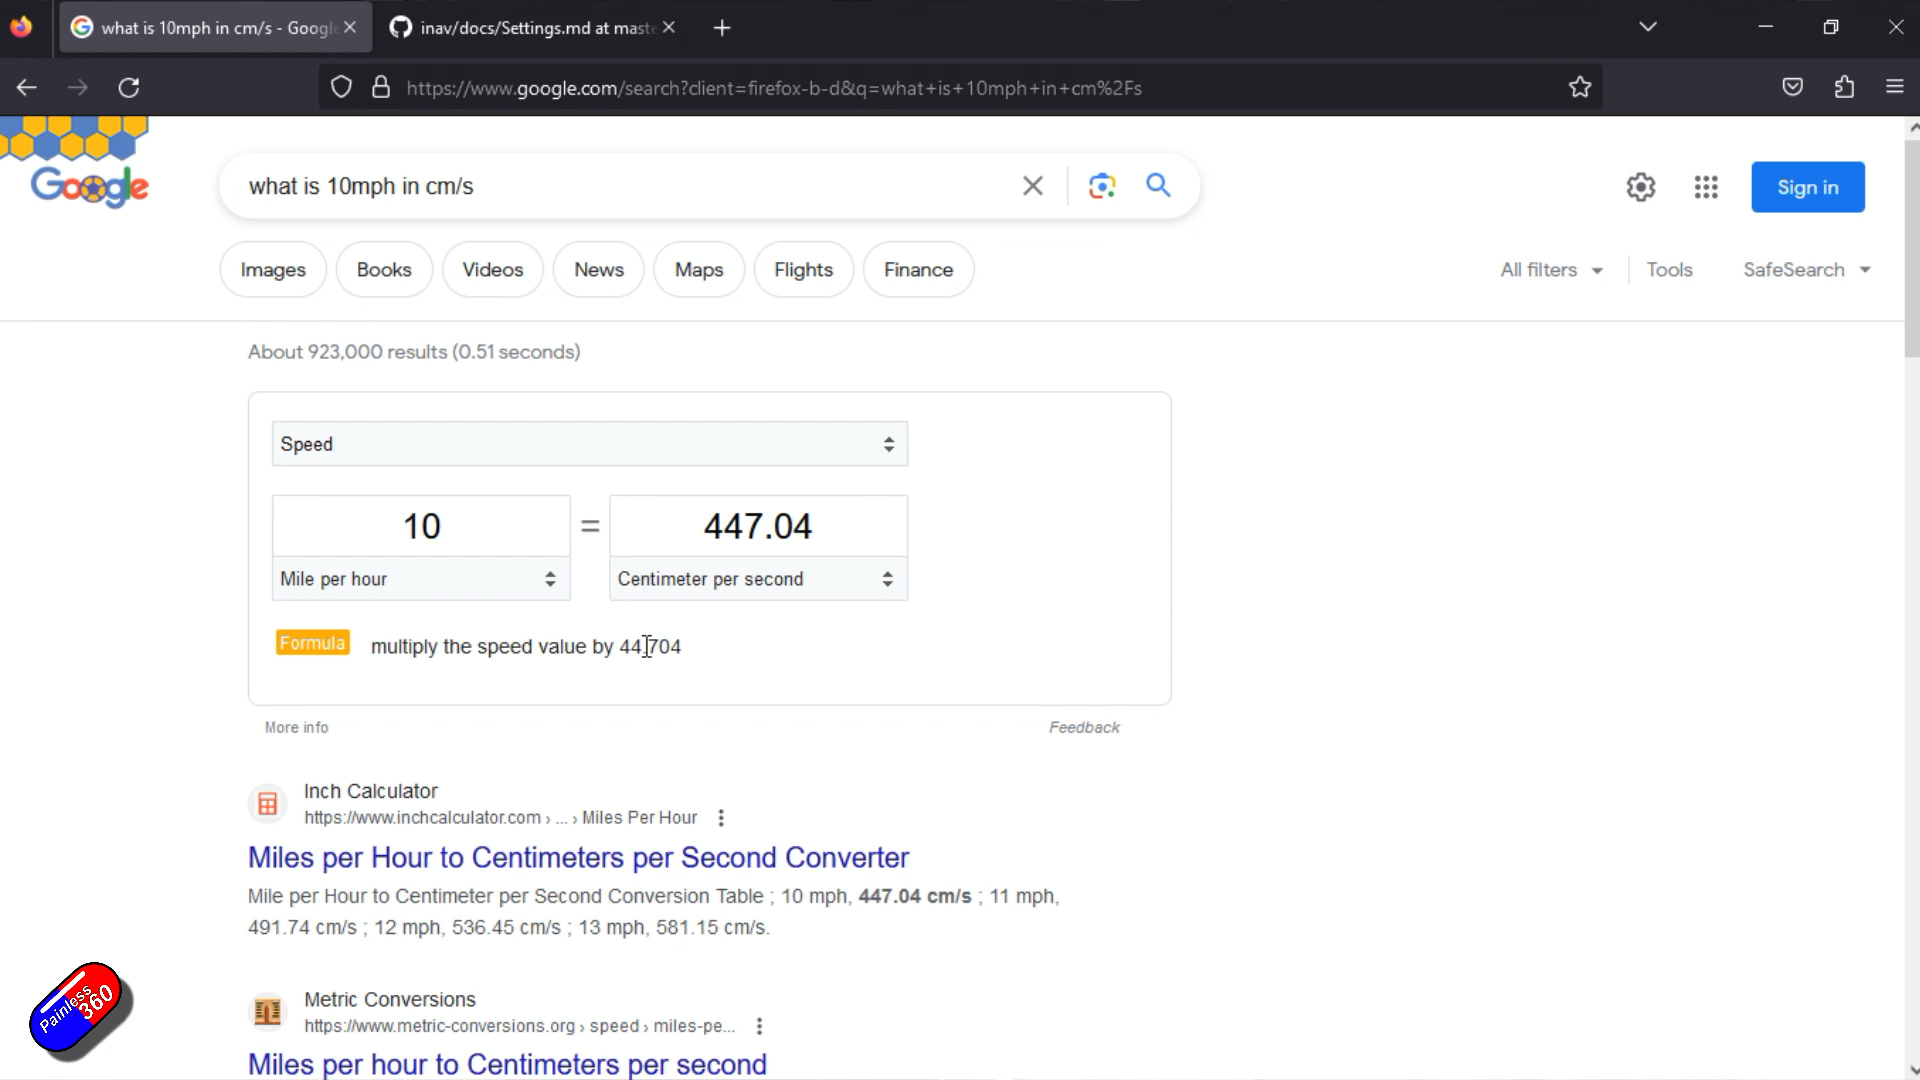 what is 10mph in cm/s - Google
inav/docs/Settings.md at maste
https://www.google.com/search?client=firefox-b-d&q=what+is+10mph+in+cm%2Fs
Google
what is 10mph in cm/s
Sign in
Images
Books
Videos
News
Maps
Flights
Finance
All filters
Tools
SafeSearch
About 923,000 results (0.51 seconds)
Speed
10 = 447.04
Mile per hour
Centimeter per second
Formula multiply the speed value by 44.704
More info
Feedback
Inch Calculator
https://www.inchcalculator.com › ... › Miles Per Hour
Miles per Hour to Centimeters per Second Converter
Mile per Hour to Centimeter per Second Conversion Table ; 10 mph, 447.04 cm/s ; 11 mph,
491.74 cm/s ; 12 mph, 536.45 cm/s ; 13 mph, 581.15 cm/s.
Metric Conversions
https://www.metric-conversions.org › speed › miles-pe...
Miles per hour to Centimeters per second
Painless
360